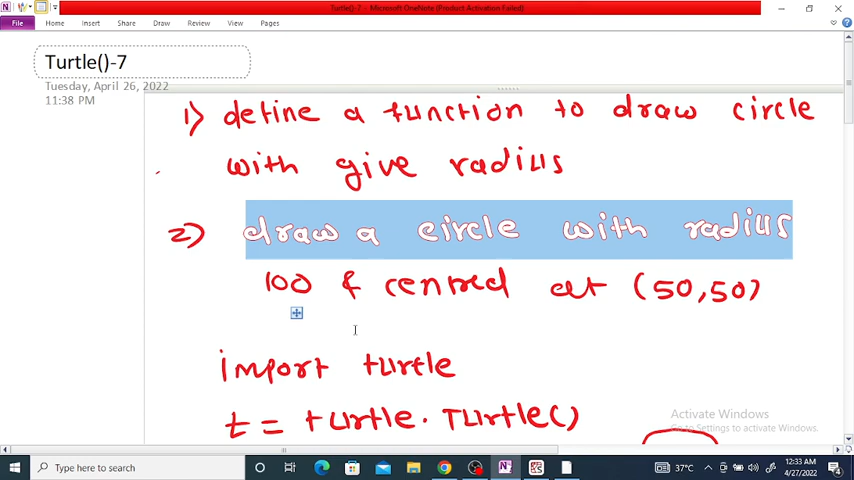 Turtle()-7 – Microsoft OneNote (Product Activation Failed)
File Home Insert Share Draw Review View Pages
Turtle()-7
Tuesday, April 26, 2022
11:38 PM
1) define a function to draw circle
with give radius
2) draw a circle with radius
100 & centred at (50,50)
import turtle
t = turtle.Turtle()
Activate Windows
Go to Settings to activate Windows.
Type here to search
37°C
12:33 AM
4/27/2022
4